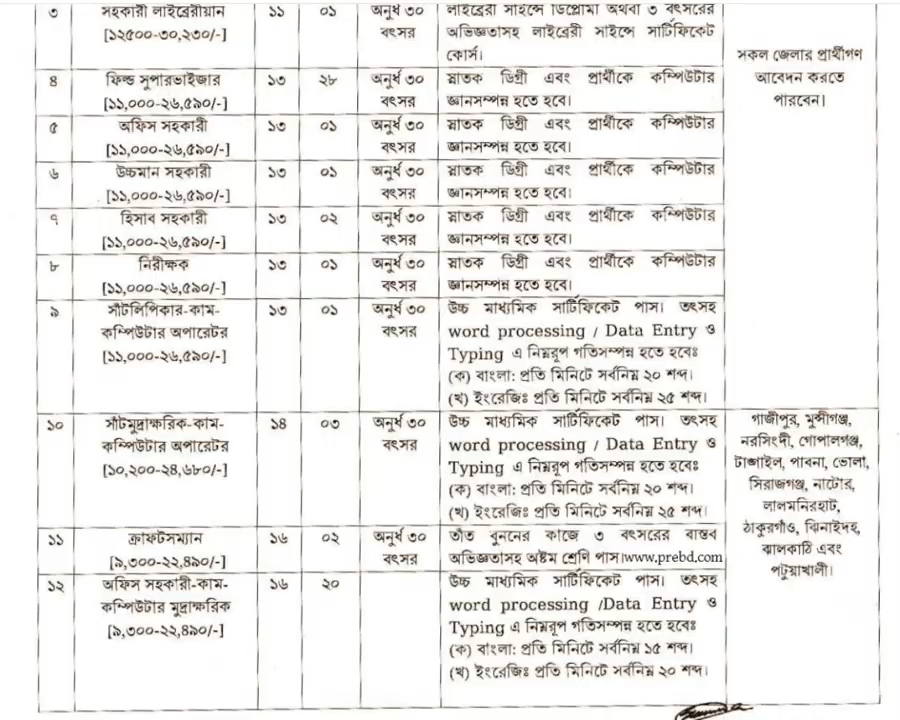 ৩ সহকারী লাইব্রেরীয়ান ১১ ০১ অনুর্ধ ৩০ লাইব্রেরী সাইন্সে ডিপ্লোমা অথবা ৩ বৎসরের
[১২৫০০-৩০,২৩০/-] বৎসর অভিজ্ঞতাসহ লাইব্রেরী সাইন্সে সার্টিফিকেট
কোর্স।
সকল জেলার প্রার্থীগণ
আবেদন করতে
পারবেন।
৪ ফিল্ড সুপারভাইজার ১৩ ২৮ অনুর্ধ ৩০ স্নাতক ডিগ্রী এবং প্রার্থীকে কম্পিউটার
[১১,০০০-২৬,৫৯০/-] বৎসর জ্ঞানসম্পন্ন হতে হবে।
৫ অফিস সহকারী ১৩ ০১ অনুর্ধ ৩০ স্নাতক ডিগ্রী এবং প্রার্থীকে কম্পিউটার
[১১,০০০-২৬,৫৯০/-] বৎসর জ্ঞানসম্পন্ন হতে হবে।
৬ উচ্চমান সহকারী ১৩ ০১ অনুর্ধ ৩০ স্নাতক ডিগ্রী এবং প্রার্থীকে কম্পিউটার
[১১,০০০-২৬,৫৯০/-] বৎসর জ্ঞানসম্পন্ন হতে হবে।
৭ হিসাব সহকারী ১৩ ০২ অনুর্ধ ৩০ স্নাতক ডিগ্রী এবং প্রার্থীকে কম্পিউটার
[১১,০০০-২৬,৫৯০/-] বৎসর জ্ঞানসম্পন্ন হতে হবে।
৮ নিরীক্ষক ১৩ ০১ অনুর্ধ ৩০ স্নাতক ডিগ্রী এবং প্রার্থীকে কম্পিউটার
[১১,০০০-২৬,৫৯০/-] বৎসর জ্ঞানসম্পন্ন হতে হবে।
৯ সাঁটলিপিকার-কাম- ১৩ ০১ অনুর্ধ ৩০ উচ্চ মাধ্যমিক সার্টিফিকেট পাস। তৎসহ
কম্পিউটার অপারেটর বৎসর word processing / Data Entry ও
[১১,০০০-২৬,৫৯০/-] Typing এ নিম্নরূপ গতিসম্পন্ন হতে হবেঃ
(ক) বাংলা: প্রতি মিনিটে সর্বনিম্ন ২০ শব্দ।
(খ) ইংরেজিঃ প্রতি মিনিটে সর্বনিম্ন ২৫ শব্দ।
১০ সাঁটমুদ্রাক্ষরিক-কাম- ১৪ ০৩ অনুর্ধ ৩০ উচ্চ মাধ্যমিক সার্টিফিকেট পাস। তৎসহ
কম্পিউটার অপারেটর বৎসর word processing / Data Entry ও
[১০,২০০-২৪,৬৮০/-] Typing এ নিম্নরূপ গতিসম্পন্ন হতে হবেঃ
(ক) বাংলা: প্রতি মিনিটে সর্বনিম্ন ২০ শব্দ।
(খ) ইংরেজিঃ প্রতি মিনিটে সর্বনিম্ন ২৫ শব্দ।
গাজীপুর, মুন্সীগঞ্জ,
নরসিংদী, গোপালগঞ্জ,
টাঙ্গাইল, পাবনা, ভোলা,
সিরাজগঞ্জ, নাটোর,
লালমনিরহাট,
ঠাকুরগাঁও, ঝিনাইদহ,
ঝালকাঠি এবং
পটুয়াখালী।
১১ ক্রাফটসম্যান ১৬ ০২ অনুর্ধ ৩০ তাঁত বুননের কাজে ৩ বৎসরের বাস্তব
[৯,৩০০-২২,৪৯০/-] বৎসর অভিজ্ঞতাসহ অষ্টম শ্রেণি পাস।www.prebd.com
১২ অফিস সহকারী-কাম- ১৬ ২০ উচ্চ মাধ্যমিক সার্টিফিকেট পাস। তৎসহ
কম্পিউটার মুদ্রাক্ষরিক word processing /Data Entry ও
[৯,৩০০-২২,৪৯০/-] Typing এ নিম্নরূপ গতিসম্পন্ন হতে হবেঃ
(ক) বাংলা: প্রতি মিনিটে সর্বনিম্ন ১৫ শব্দ।
(খ) ইংরেজিঃ প্রতি মিনিটে সর্বনিম্ন ২০ শব্দ।